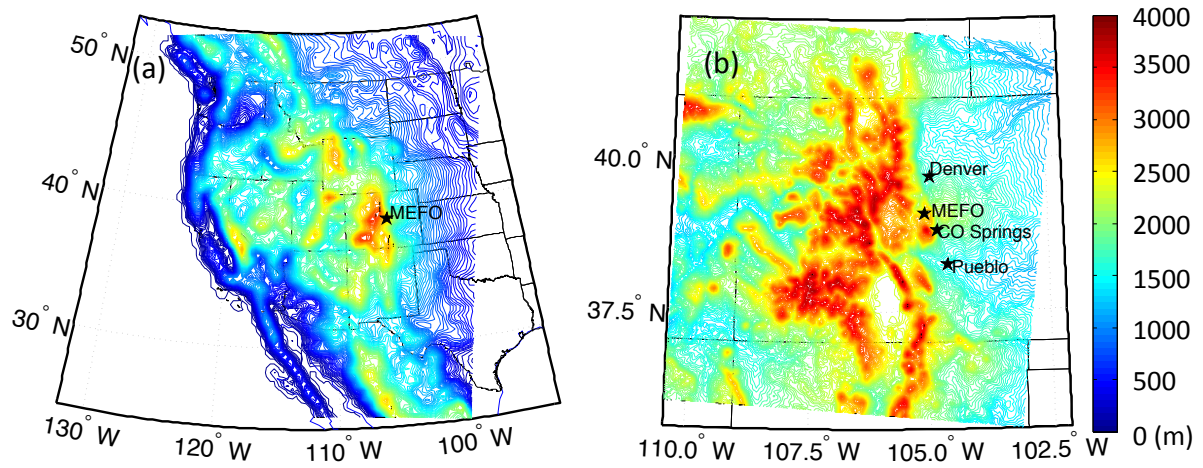 (a)
50° N
40° N
30° N
130° W
120° W
110° W
100° W
MEFO
(b)
40.0° N
37.5° N
110.0° W
107.5° W
105.0° W
102.5° W
Denver
MEFO
CO Springs
Pueblo
4000
3500
3000
2500
2000
1500
1000
500
0 (m)